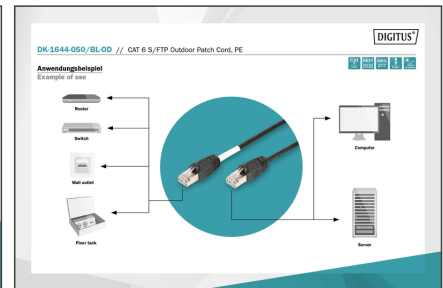 DIGITUS®
DK-1644-050/BL-OD // CAT 6 S/FTP Outdoor Patch Cord, PE
Anwendungsbeispiel
Example of use
Router
Switch
Wall outlet
Floor tank
Computer
Server